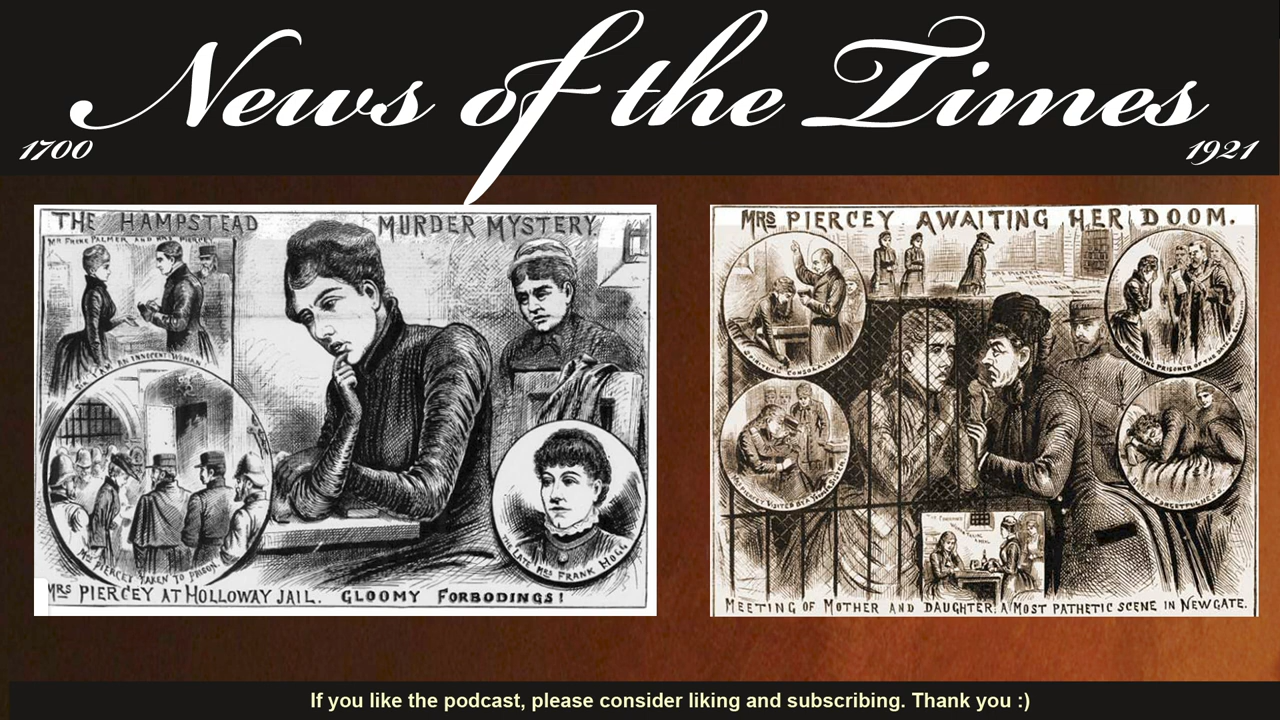 News of the Times
1700
1921
THE HAMPSTEAD MURDER MYSTERY.
I AM AN INNOCENT WOMAN
MRS PIERCEY TAKEN TO PRISON.
THE LATE MRS FRANK HOGG
MRS PIERCEY AT HOLLOWAY JAIL. GLOOMY FORBODINGS!
MRS PIERCEY AWAITING HER DOOM.
SPIRITUAL CONSOLATION
MEETING OF MOTHER AND DAUGHTER. A MOST PATHETIC SCENE IN NEWGATE.
If you like the podcast, please consider liking and subscribing. Thank you :)